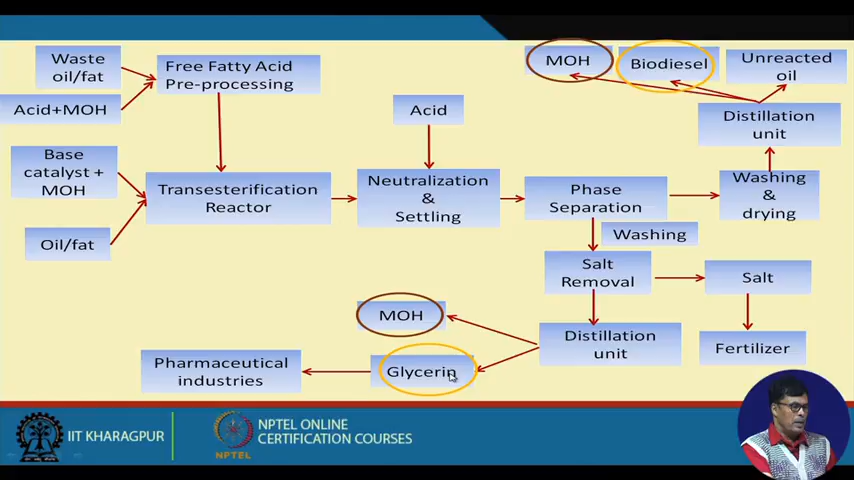 Waste
oil/fat
Free Fatty Acid
Pre-processing
Acid+MOH
Base
catalyst +
MOH
Oil/fat
Transesterification
Reactor
Acid
Neutralization
&
Settling
Phase
Separation
Washing
&
drying
Distillation
unit
MOH
Biodiesel
Unreacted
oil
Washing
Salt
Removal
Salt
Fertilizer
Distillation
unit
MOH
Glycerin
Pharmaceutical
industries
IIT KHARAGPUR
NPTEL
NPTEL ONLINE
CERTIFICATION COURSES